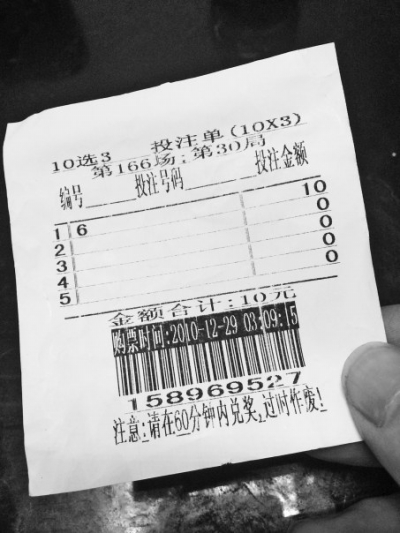 10选3 投注单(10X3)
第166场;第30局
编号 投注号码 投注金额
1 6 10
2 0
3 0
4 0
5 0
金额合计:10元
购票时间:2010-12-29 03:09:15
158969527
注意:请在60分钟内兑奖,过时作废!